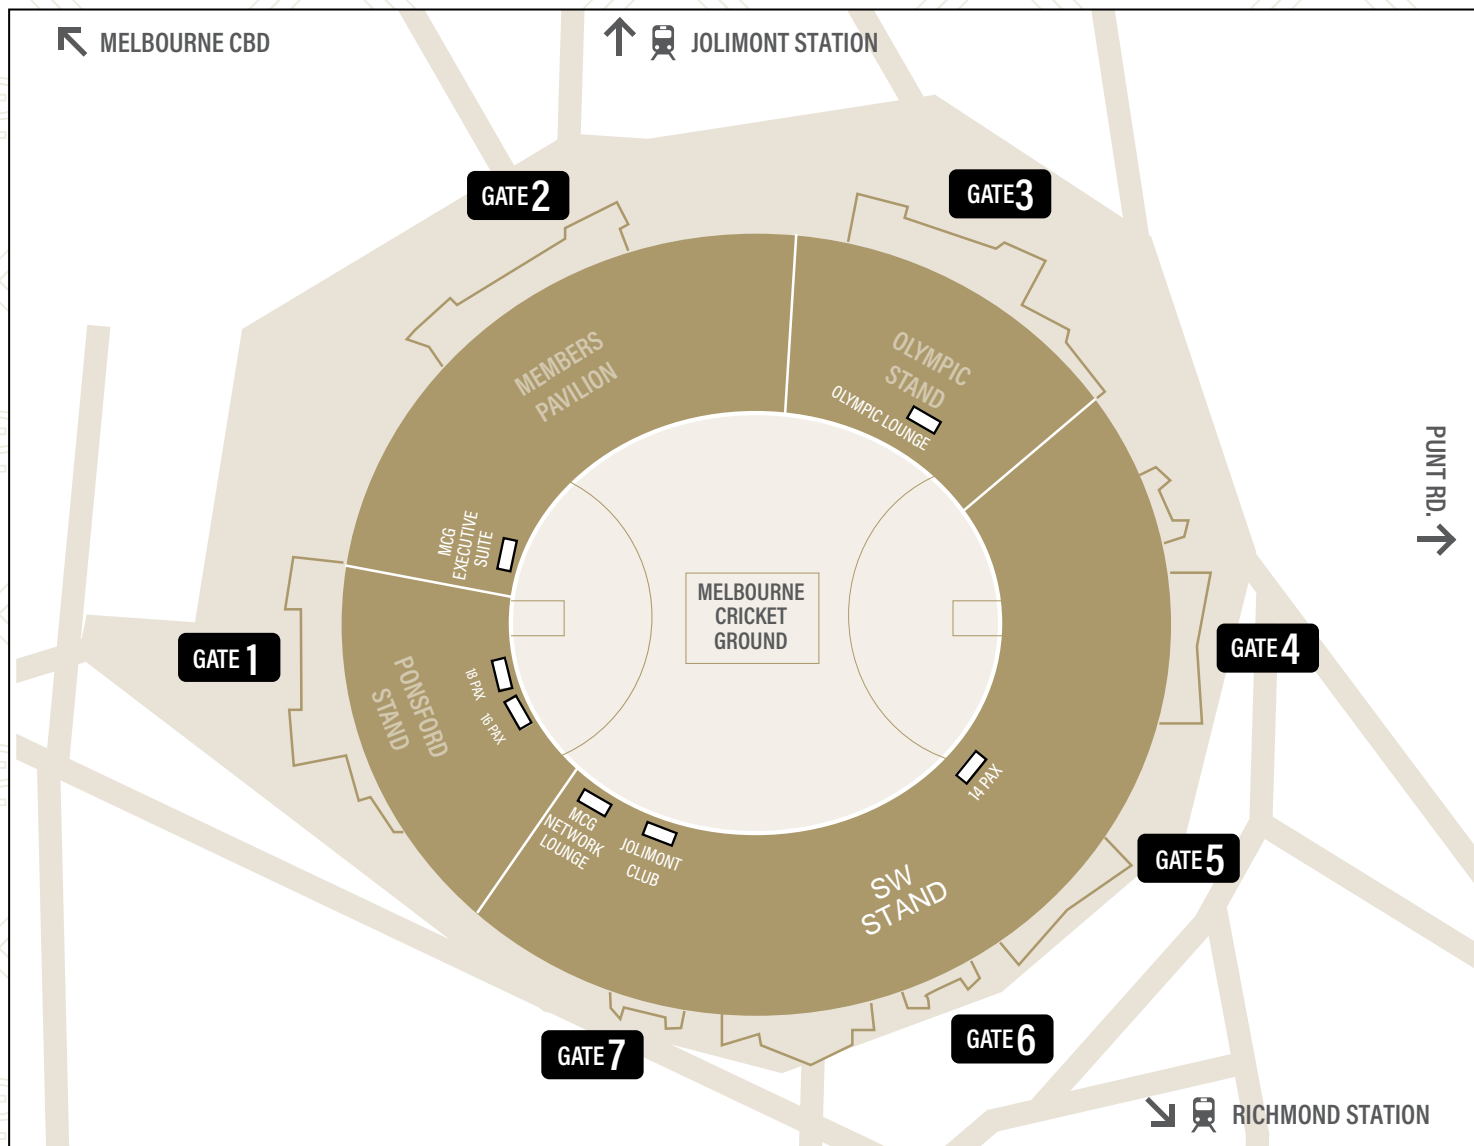 MELBOURNE CBD
JOLIMONT STATION
GATE 2
GATE 3
MEMBERS
PAVILION
OLYMPIC
STAND
OLYMPIC LOUNGE
PUNT RD.
MCG
EXECUTIVE
SUITE
MELBOURNE
CRICKET
GROUND
GATE 1
GATE 4
PONSFORD
STAND
18 PAX
16 PAX
14 PAX
MCG
NETWORK
LOUNGE
JOLIMONT
CLUB
SW
STAND
GATE 5
GATE 7
GATE 6
RICHMOND STATION